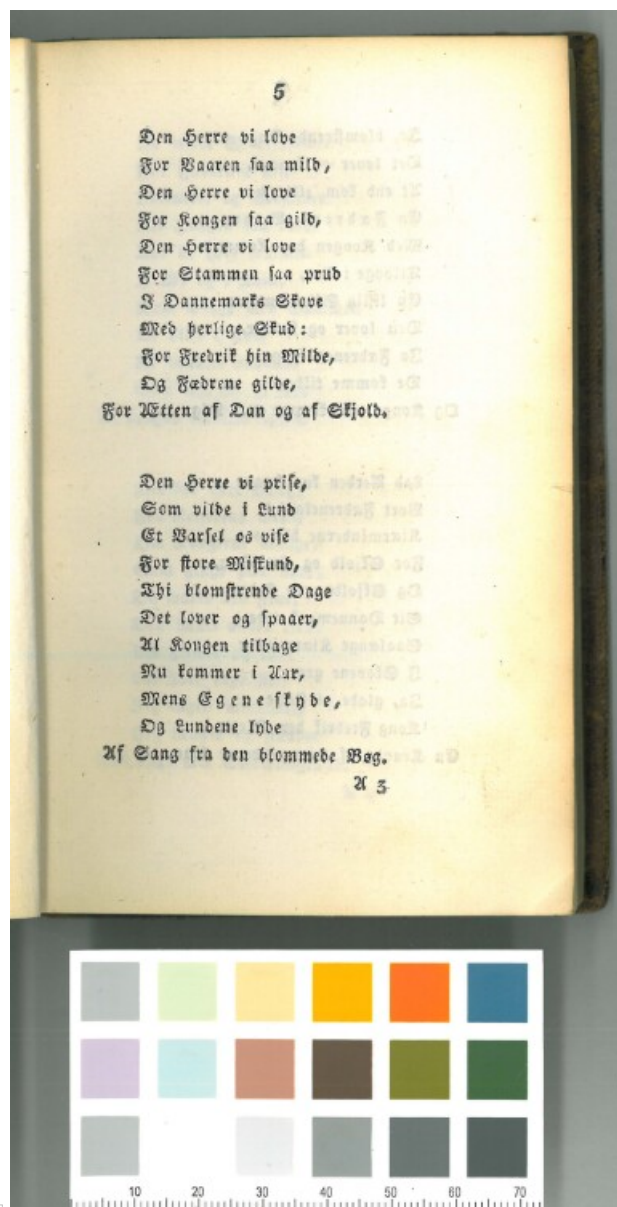 5
Den Herre vi love
For Vaaren saa mild,
Den Herre vi love
For Kongen saa gild,
Den Herre vi love
For Stammen saa prud
I Dannemarks Skove
Med herlige Skud:
For Fredrik hin Milde,
Og Fædrene gilde,
For Ætten af Dan og af Skjold.
Den Herre vi prise,
Som vilde i Lund
Et Varsel os vise
For store Miskund,
Thi blomstrende Dage
Det lover og spaaer,
Al Kongen tilbage
Nu kommer i Aar,
Mens Egene skyde,
Og Lundene lyde
Af Sang fra den blommede Bøg.
A 3
10 20 30 40 50 60 70